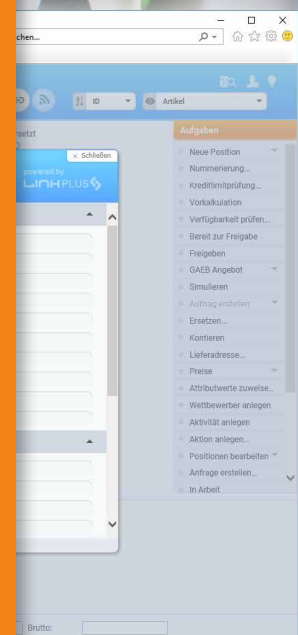 chen...
ID
Artikel
Aufgaben
Schließen
powered by
LINKPLUS
Neue Position
Nummerierung...
Kreditlimitprüfung...
Vorkalkulation
Verfügbarkeit prüfen...
Bereit zur Freigabe
Freigeben
GAEB Angebot
Simulieren
Auftrag erstellen
Ersetzen...
Kontieren
Lieferadresse...
Preise
Attributwerte zuweise...
Wettbewerber anlegen
Aktivität anlegen
Aktion anlegen...
Positionen bearbeiten
Anfrage erstellen...
In Arbeit
Brutto: